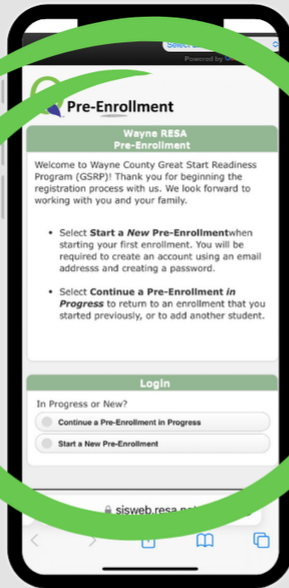 Powered by
Pre-Enrollment
Wayne RESA
Pre-Enrollment
Welcome to Wayne County Great Start Readiness
Program (GSRP)! Thank you for beginning the
registration process with us. We look forward to
working with you and your family.
• Select Start a New Pre-Enrollmentwhen
starting your first enrollment. You will be
required to create an account using an email
addresss and creating a password.
• Select Continue a Pre-Enrollment in
Progress to return to an enrollment that you
started previously, or to add another student.
Login
In Progress or New?
Continue a Pre-Enrollment in Progress
Start a New Pre-Enrollment
sisweb.resa.